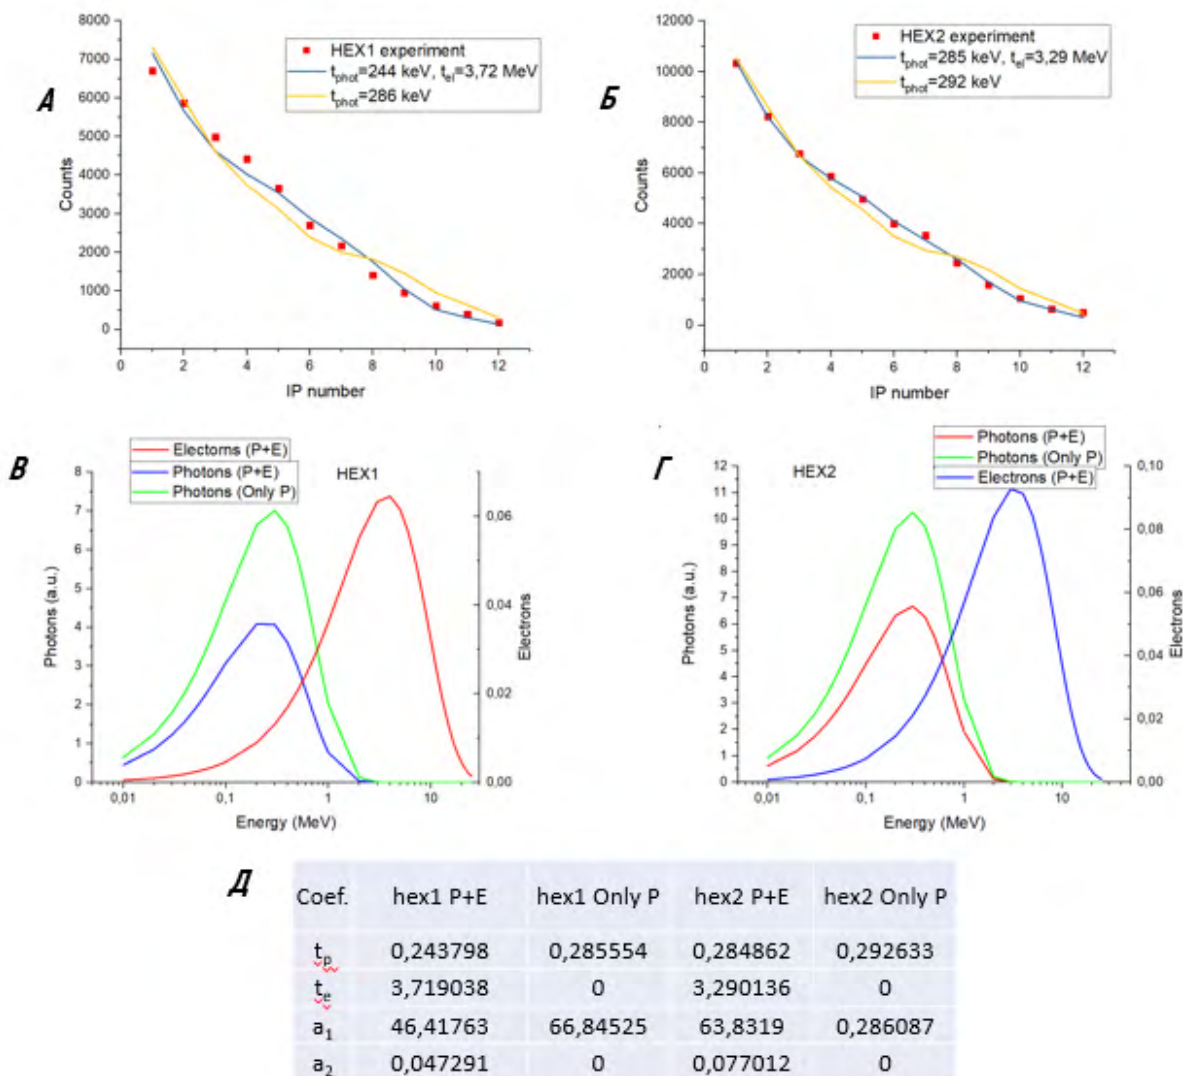 А
8000
7000
6000
5000
4000
3000
2000
1000
0
Counts
HEX1 experiment
t_phot=244 keV, t_el=3,72 MeV
t_phot=286 keV
0 2 4 6 8 10 12
IP number
Б
12000
10000
8000
6000
4000
2000
0
Counts
HEX2 experiment
t_phot=285 keV, t_el=3,29 MeV
t_phot=292 keV
0 2 4 6 8 10 12
IP number
В
Electorns (P+E)
Photons (P+E)
Photons (Only P)
HEX1
8
7
6
5
4
3
2
1
0
Photons (a.u.)
0,06
0,04
0,02
0,00
Electrons
0,01 0,1 1 10
Energy (MeV)
Г
Photons (P+E)
Photons (Only P)
Electrons (P+E)
HEX2
12
11
10
9
8
7
6
5
4
3
2
1
0
Photons (a.u.)
0,10
0,08
0,06
0,04
0,02
0,00
Electrons
0,01 0,1 1 10
Energy (MeV)
Д
Coef. hex1 P+E hex1 Only P hex2 P+E hex2 Only P
t_p 0,243798 0,285554 0,284862 0,292633
t_e 3,719038 0 3,290136 0
a_1 46,41763 66,84525 63,8319 0,286087
a_2 0,047291 0 0,077012 0